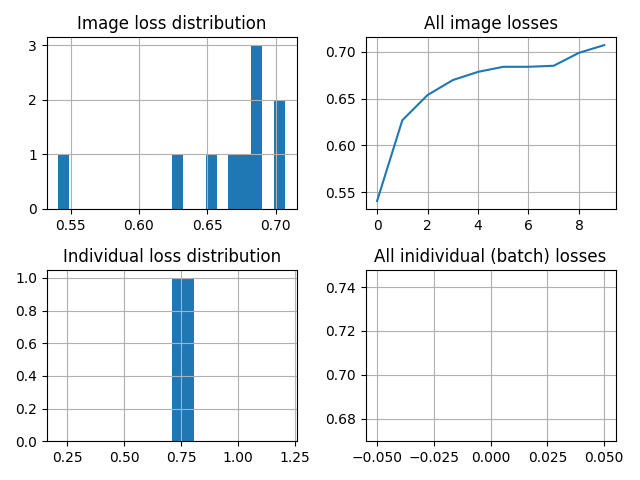 Image loss distribution
3
2
1
0
0.55 0.60 0.65 0.70
All image losses
0.70
0.65
0.60
0.55
0 2 4 6 8
Individual loss distribution
1.0
0.8
0.6
0.4
0.2
0.0
0.25 0.50 0.75 1.00 1.25
All inidividual (batch) losses
0.74
0.72
0.70
0.68
−0.050 −0.025 0.000 0.025 0.050